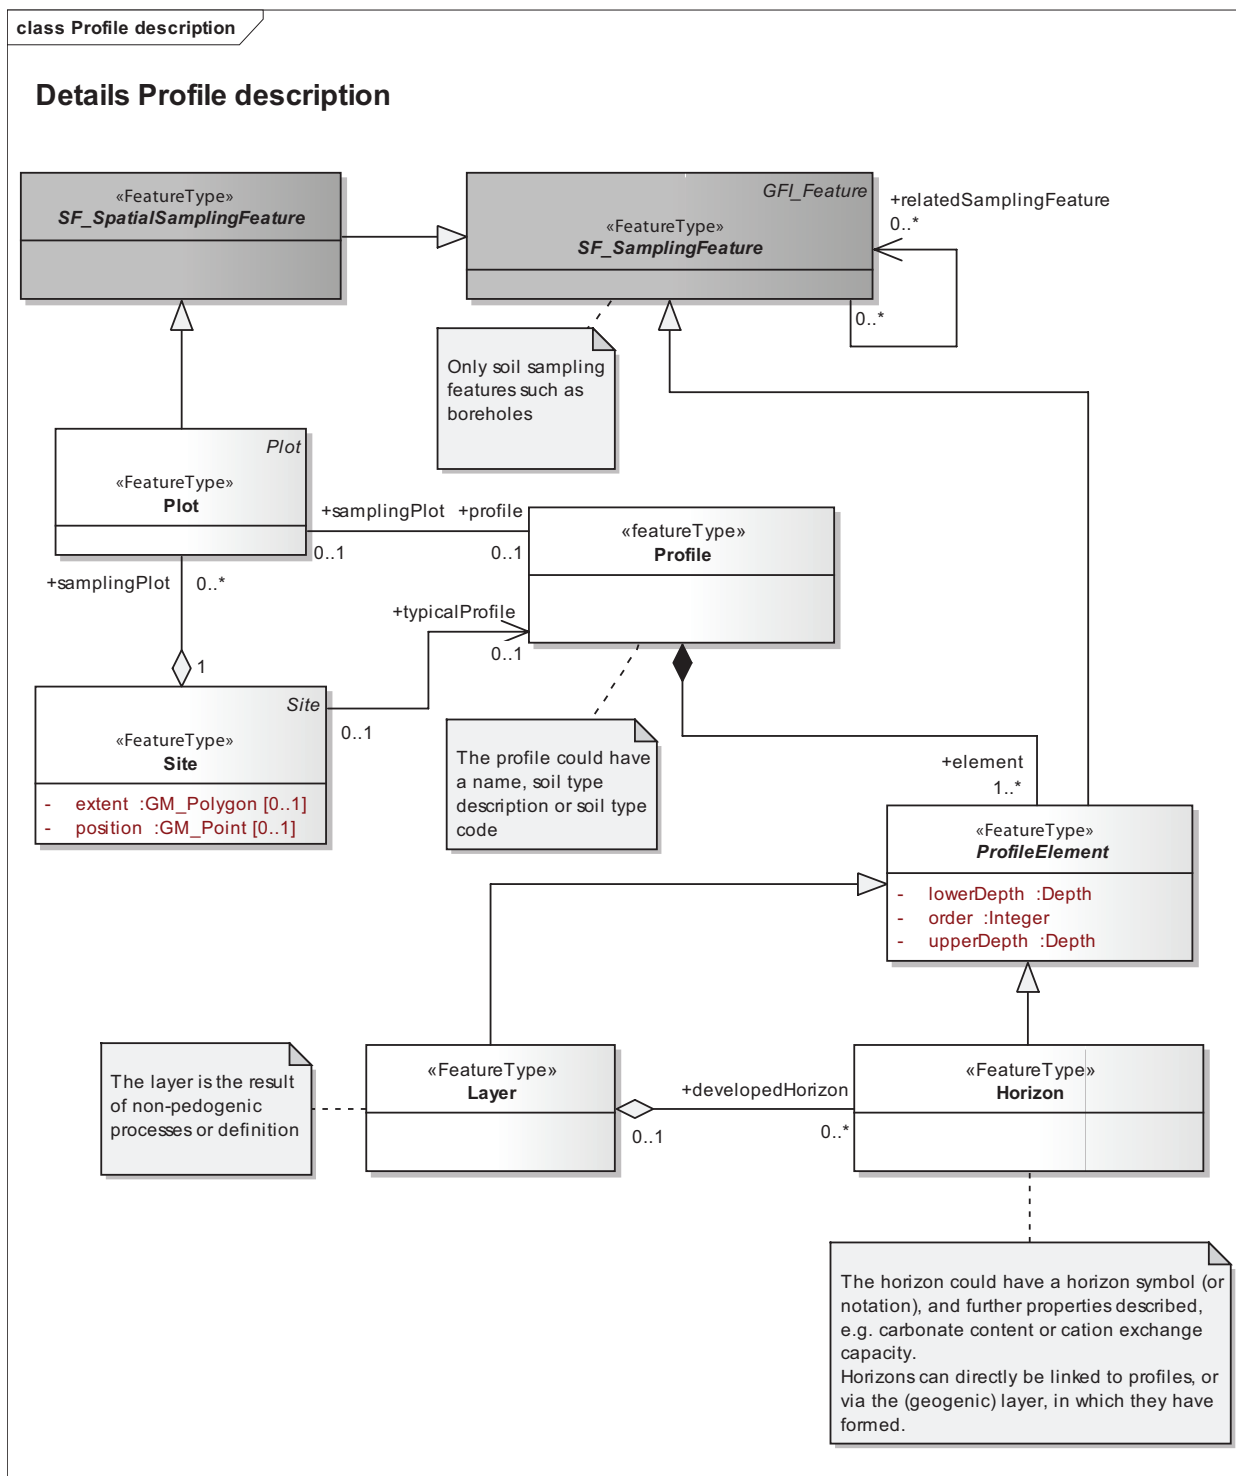 class Profile description
Details Profile description
«FeatureType»
SF_SpatialSamplingFeature
GFI_Feature
«FeatureType»
SF_SamplingFeature
+relatedSamplingFeature
0..*
0..*
Only soil sampling
features such as
boreholes
Plot
«FeatureType»
Plot
+samplingPlot
+profile
0..1
0..1
«featureType»
Profile
+samplingPlot
0..*
1
+typicalProfile
0..1
0..1
Site
«FeatureType»
Site
- extent :GM_Polygon [0..1]
- position :GM_Point [0..1]
The profile could have
a name, soil type
description or soil type
code
+element
1..*
«FeatureType»
ProfileElement
- lowerDepth :Depth
- order :Integer
- upperDepth :Depth
The layer is the result
of non-pedogenic
processes or definition
«FeatureType»
Layer
+developedHorizon
0..1
0..*
«FeatureType»
Horizon
The horizon could have a horizon symbol (or
notation), and further properties described,
e.g. carbonate content or cation exchange
capacity.
Horizons can directly be linked to profiles, or
via the (geogenic) layer, in which they have
formed.